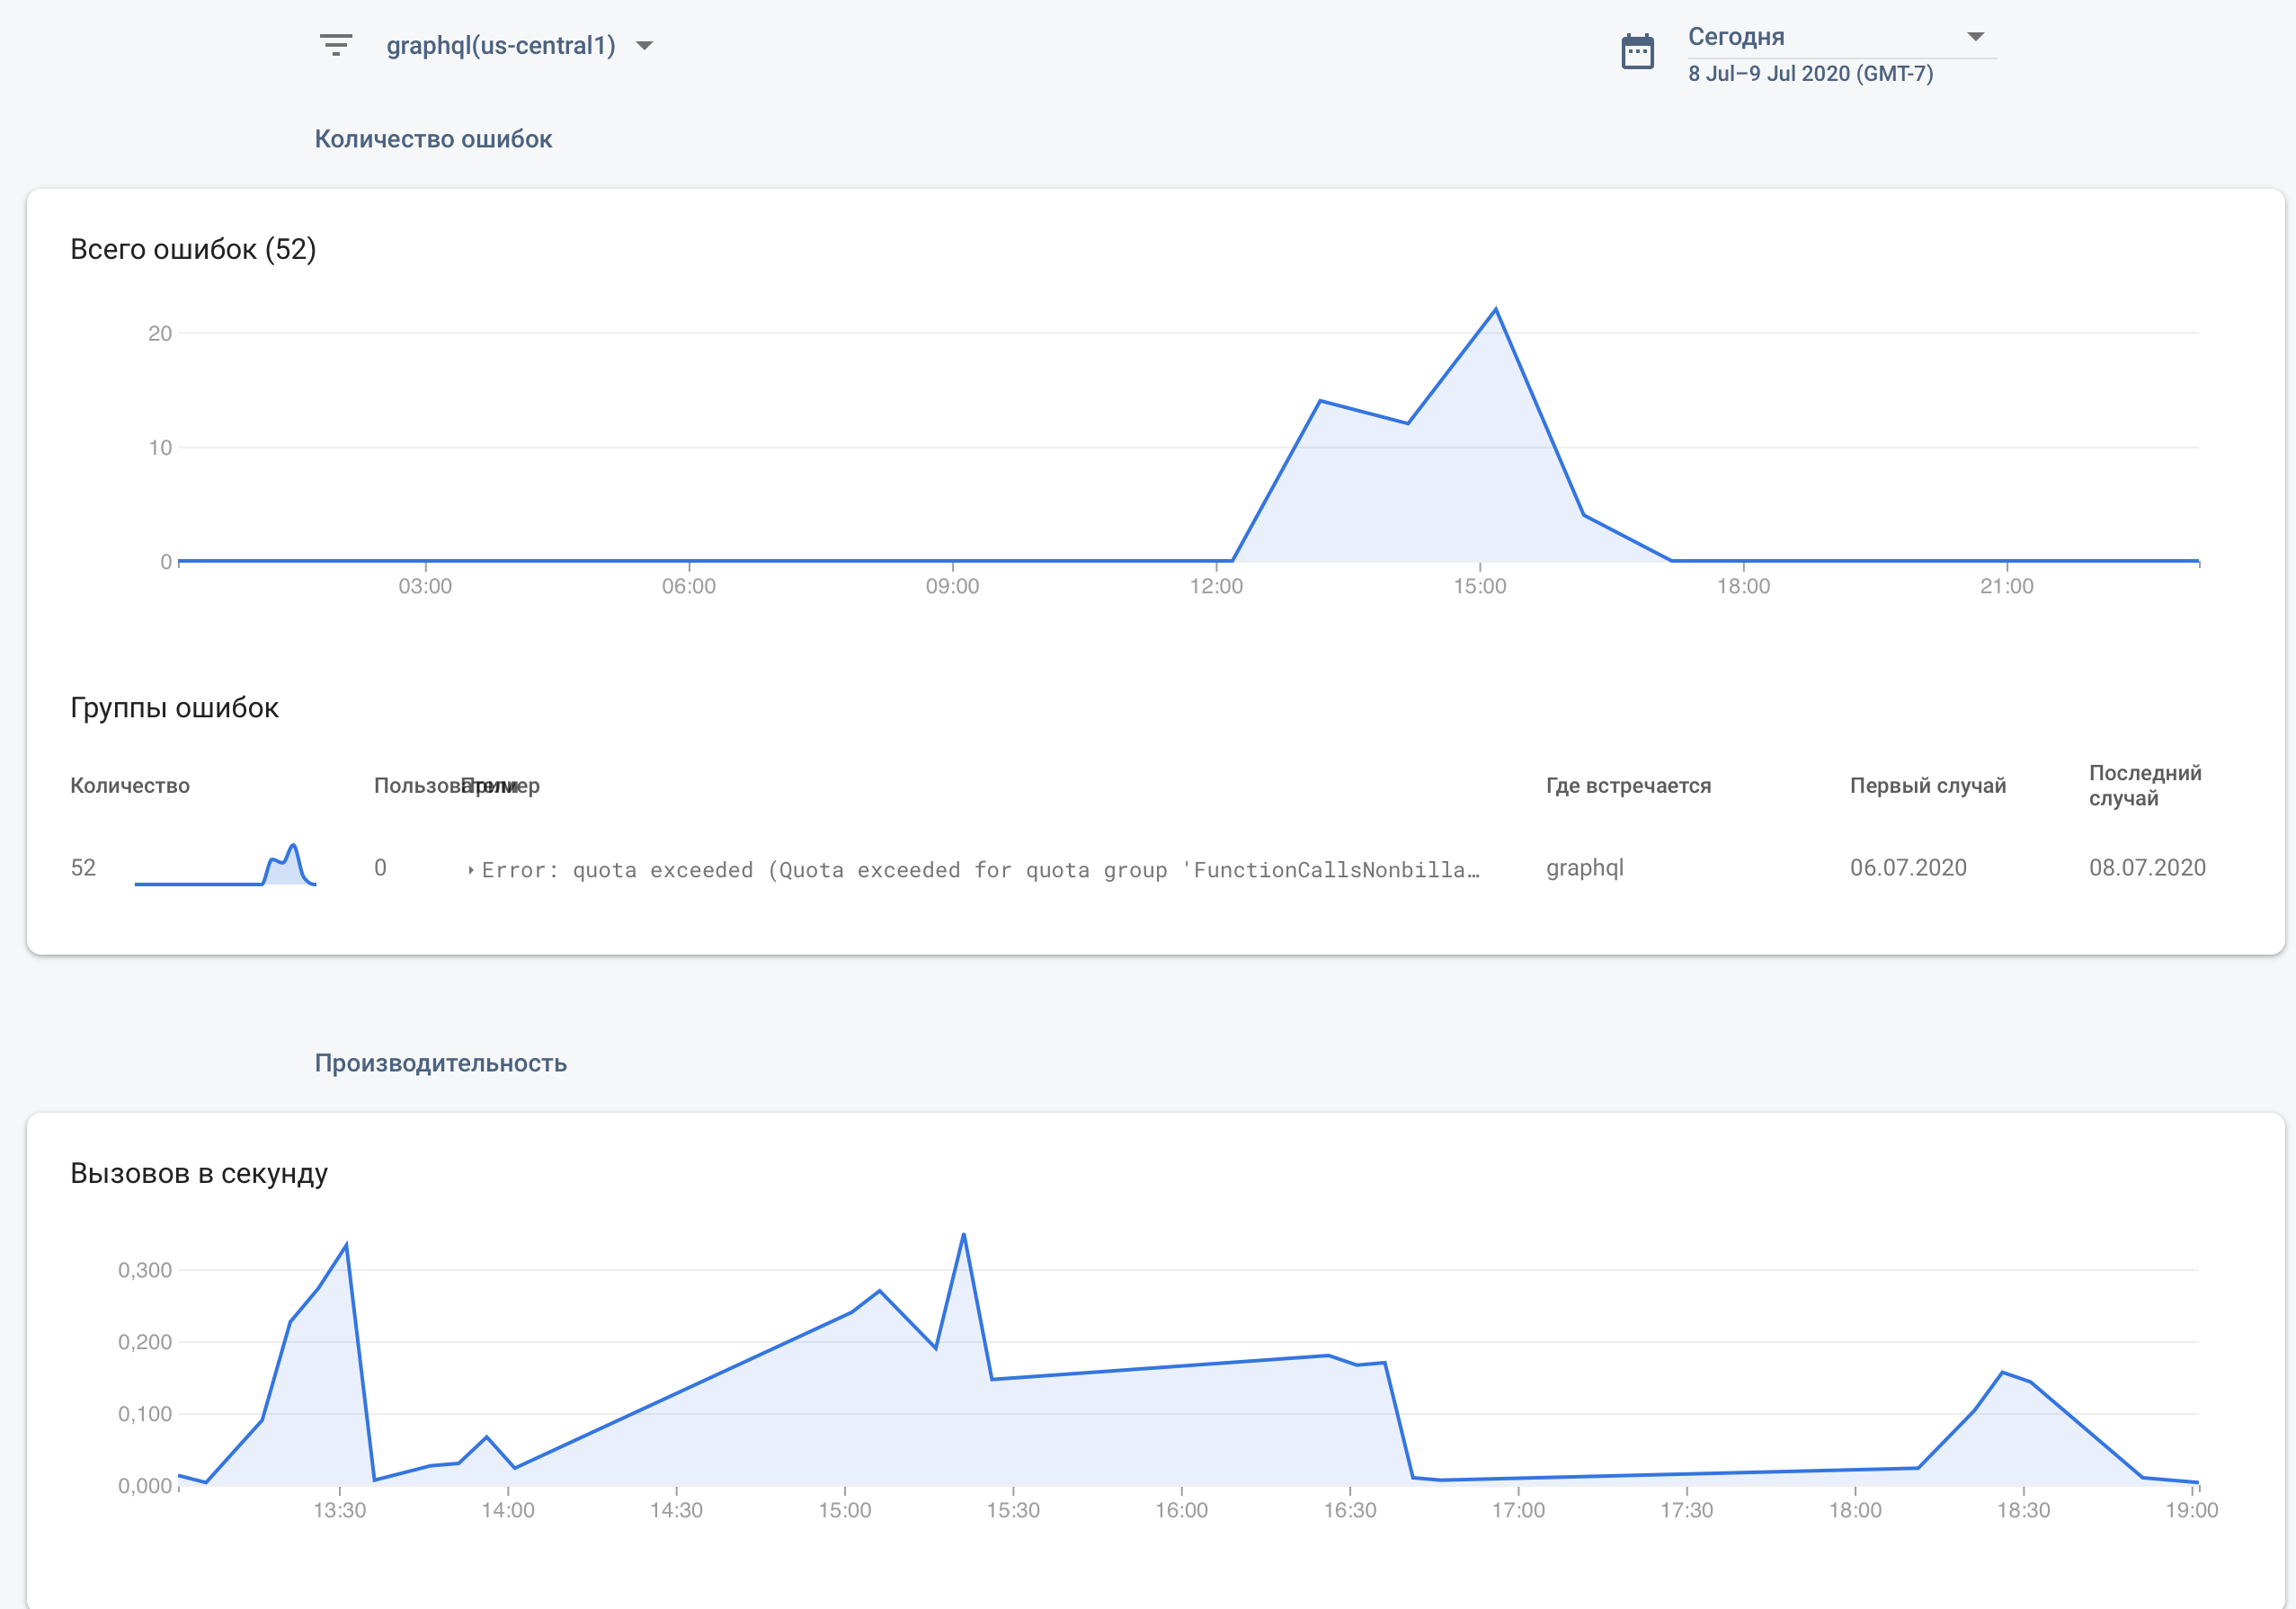 graphql(us-central1)
Сегодня
8 Jul–9 Jul 2020 (GMT-7)
Количество ошибок
Всего ошибок (52)
20
10
0
03:00 06:00 09:00 12:00 15:00 18:00 21:00
Группы ошибок
Количество Пользователи Пример Где встречается Первый случай Последний случай
52 0 Error: quota exceeded (Quota exceeded for quota group 'FunctionCallsNonbilla… graphql 06.07.2020 08.07.2020
Производительность
Вызовов в секунду
0,300
0,200
0,100
0,000
13:30 14:00 14:30 15:00 15:30 16:00 16:30 17:00 17:30 18:00 18:30 19:00